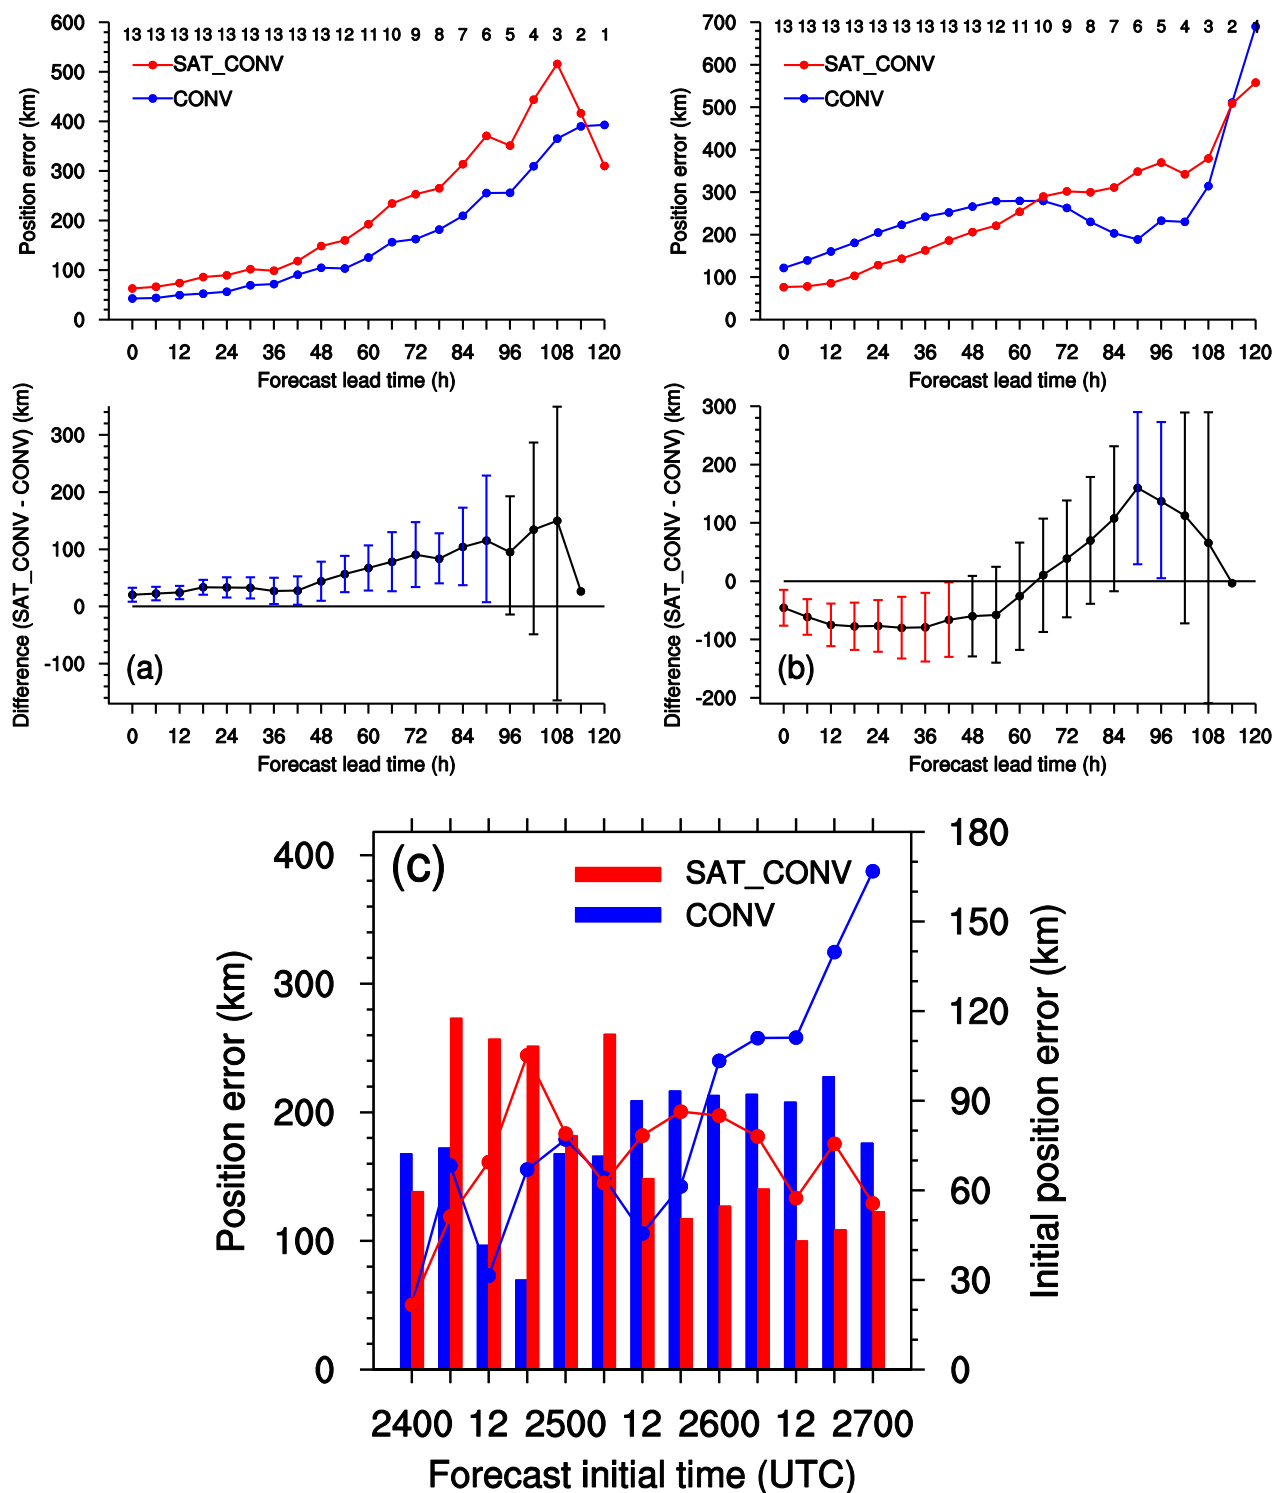 600
500
400
300
200
100
0
Position error (km)
13 13 13 13 13 13 13 13 13 12 11 10 9 8 7 6 5 4 3 2 1
SAT_CONV
CONV
0 12 24 36 48 60 72 84 96 108 120
Forecast lead time (h)
700
600
500
400
300
200
100
0
Position error (km)
13 13 13 13 13 13 13 13 13 12 11 10 9 8 7 6 5 4 3 2 1
SAT_CONV
CONV
0 12 24 36 48 60 72 84 96 108 120
Forecast lead time (h)
300
200
100
0
-100
Difference (SAT_CONV - CONV) (km)
(a)
0 12 24 36 48 60 72 84 96 108 120
Forecast lead time (h)
300
200
100
0
-100
-200
Difference (SAT_CONV - CONV) (km)
(b)
0 12 24 36 48 60 72 84 96 108 120
Forecast lead time (h)
(c)
SAT_CONV
CONV
400
300
200
100
0
Position error (km)
180
150
120
90
60
30
0
Initial position error (km)
2400 12 2500 12 2600 12 2700
Forecast initial time (UTC)